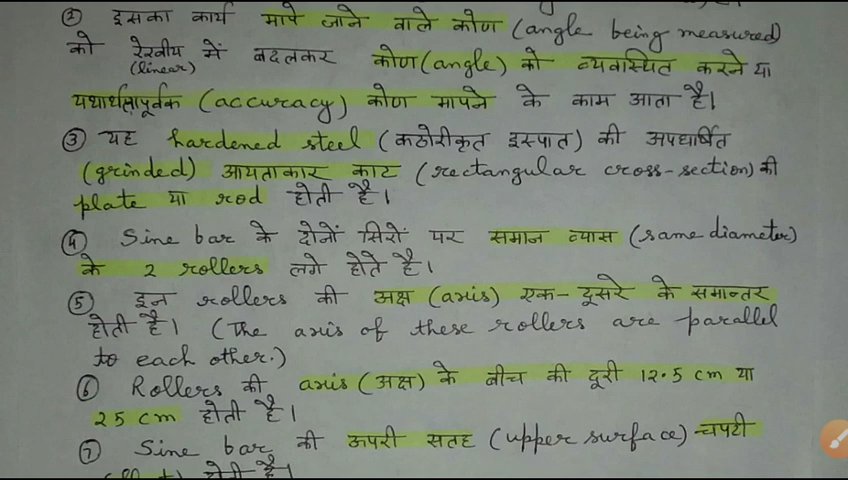 ② इसका कार्य मापे जाने वाले कोण (angle being measured)
को रेखीय में बदलकर कोण (angle) को व्यवस्थित करने या
(linear)
यथार्थतापूर्वक (accuracy) कोण मापने के काम आता है।
③ यह hardened steel (कठोरीकृत इस्पात) की अपघर्षित
(grinded) आयताकार काट (rectangular cross-section) की
plate या rod होती है।
④ Sine bar के दोनों सिरों पर समान व्यास (same diameter)
के 2 rollers लगे होते है।
⑤ इन rollers की अक्ष (axis) एक-दूसरे के समान्तर
होती है। (The axis of these rollers are parallel
to each other.)
⑥ Rollers की axis (अक्ष) के बीच की दूरी 12.5 cm या
25 cm होती है।
⑦ Sine bar की ऊपरी सतह (upper surface) चपटी